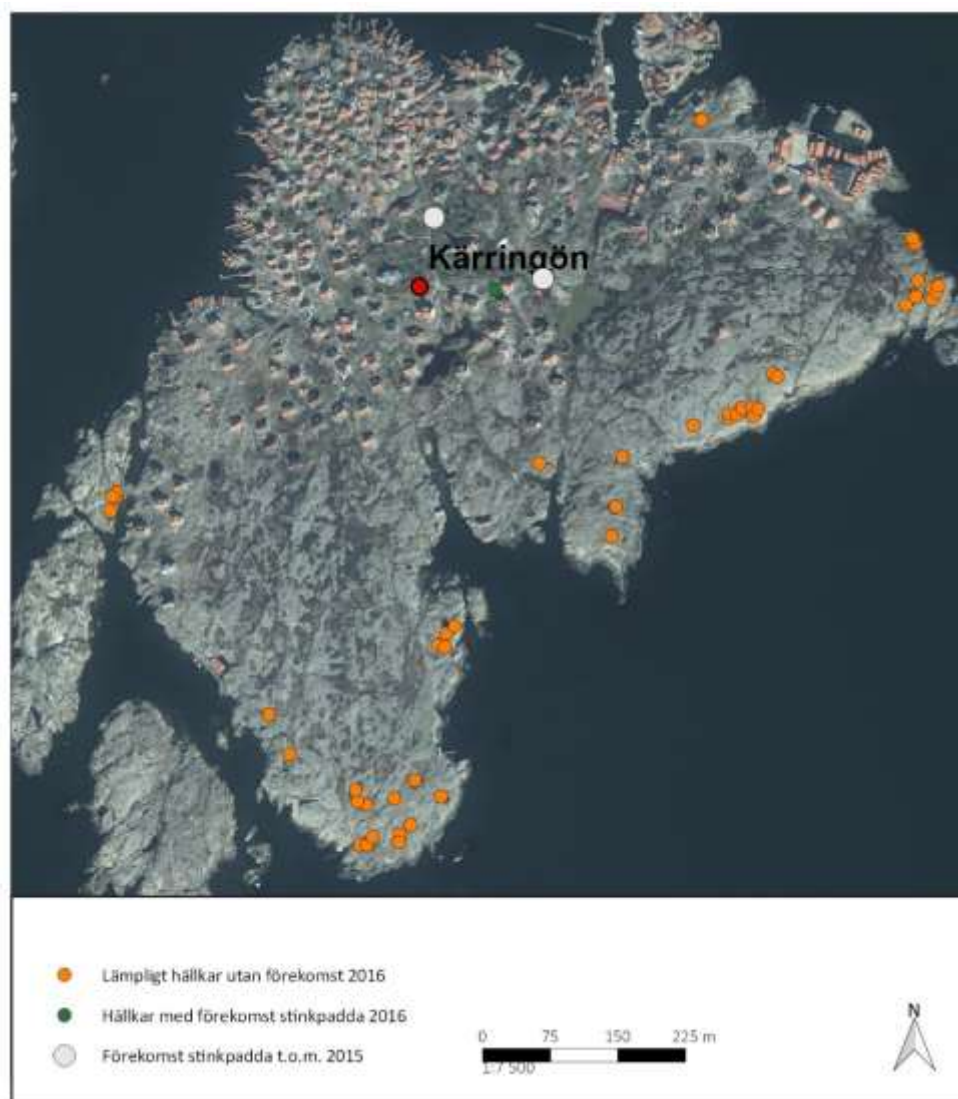 Kärringön
Lämpligt hällkar utan förekomst 2016
Hällkar med förekomst stinkpadda 2016
Förekomst stinkpadda t.o.m. 2015
0 75 150 225 m
1:7 500
N